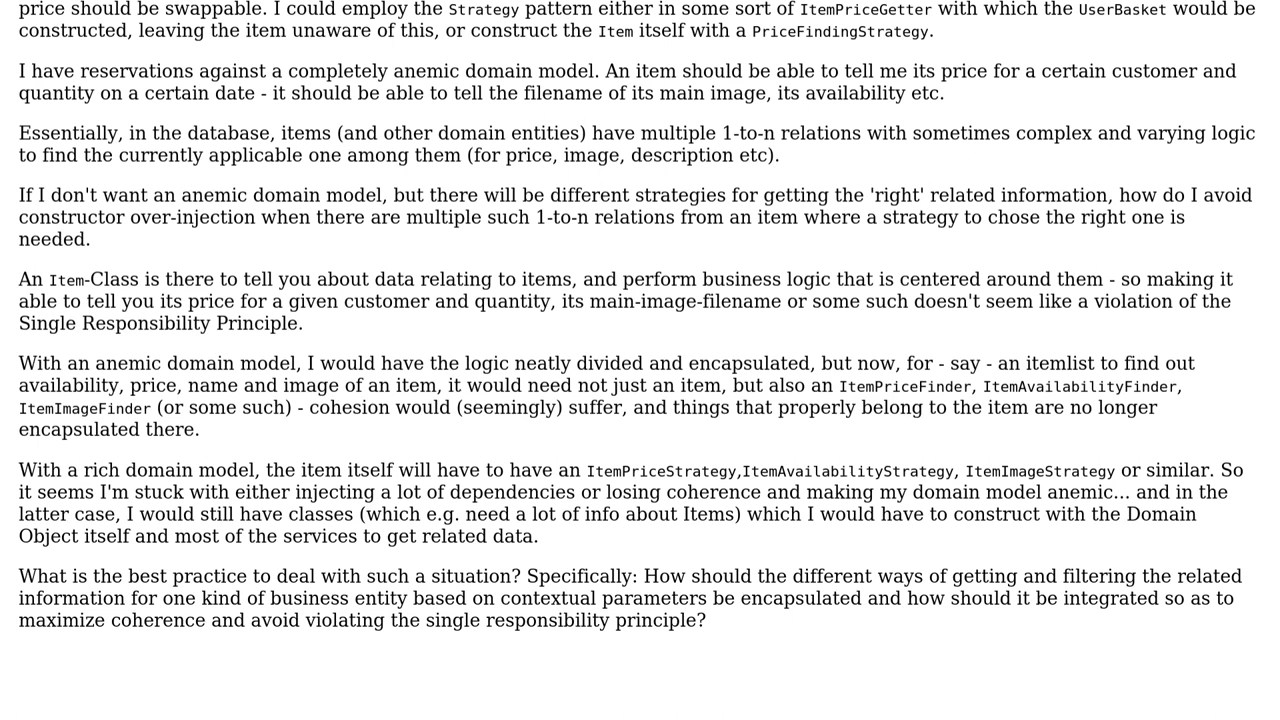 price should be swappable. I could employ the Strategy pattern either in some sort of ItemPriceGetter with which the UserBasket would be
constructed, leaving the item unaware of this, or construct the Item itself with a PriceFindingStrategy.
I have reservations against a completely anemic domain model. An item should be able to tell me its price for a certain customer and
quantity on a certain date - it should be able to tell the filename of its main image, its availability etc.
Essentially, in the database, items (and other domain entities) have multiple 1-to-n relations with sometimes complex and varying logic
to find the currently applicable one among them (for price, image, description etc).
If I don't want an anemic domain model, but there will be different strategies for getting the 'right' related information, how do I avoid
constructor over-injection when there are multiple such 1-to-n relations from an item where a strategy to chose the right one is
needed.
An Item-Class is there to tell you about data relating to items, and perform business logic that is centered around them - so making it
able to tell you its price for a given customer and quantity, its main-image-filename or some such doesn't seem like a violation of the
Single Responsibility Principle.
With an anemic domain model, I would have the logic neatly divided and encapsulated, but now, for - say - an itemlist to find out
availability, price, name and image of an item, it would need not just an item, but also an ItemPriceFinder, ItemAvailabilityFinder,
ItemImageFinder (or some such) - cohesion would (seemingly) suffer, and things that properly belong to the item are no longer
encapsulated there.
With a rich domain model, the item itself will have to have an ItemPriceStrategy,ItemAvailabilityStrategy, ItemImageStrategy or similar. So
it seems I'm stuck with either injecting a lot of dependencies or losing coherence and making my domain model anemic... and in the
latter case, I would still have classes (which e.g. need a lot of info about Items) which I would have to construct with the Domain
Object itself and most of the services to get related data.
What is the best practice to deal with such a situation? Specifically: How should the different ways of getting and filtering the related
information for one kind of business entity based on contextual parameters be encapsulated and how should it be integrated so as to
maximize coherence and avoid violating the single responsibility principle?